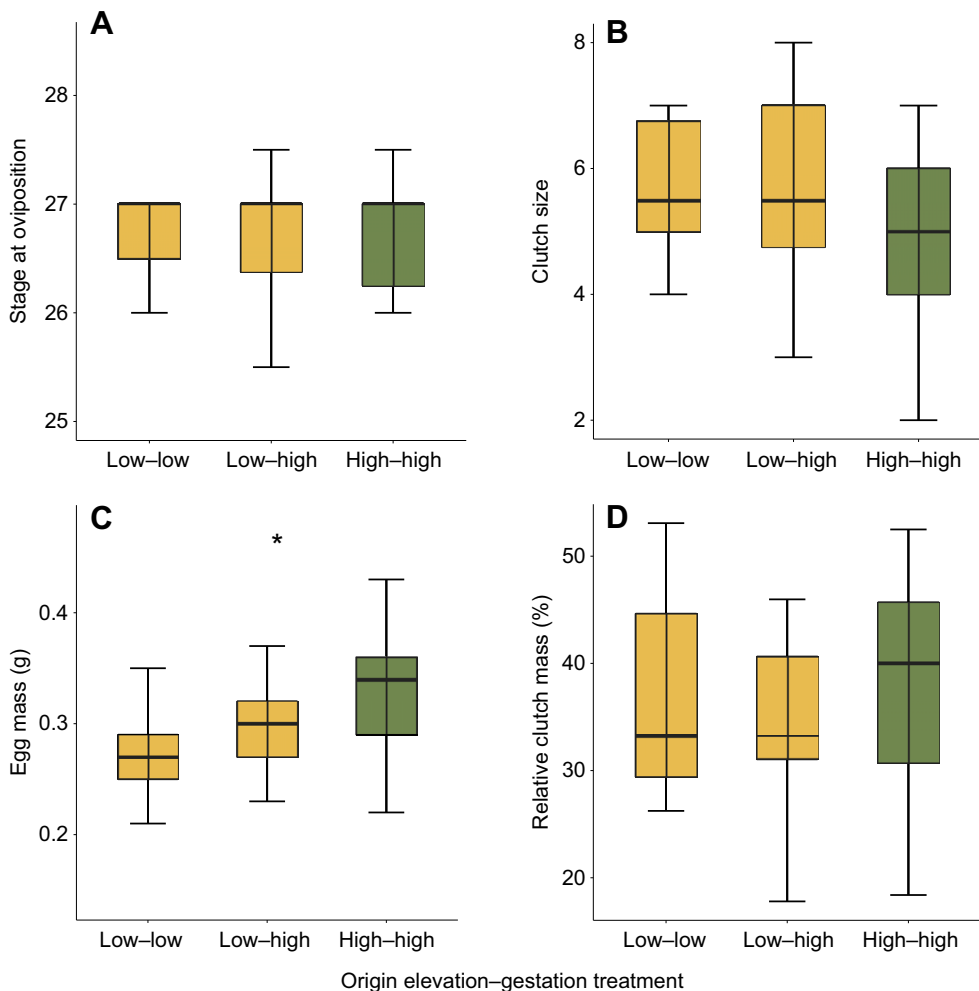 A
Stage at oviposition
28
27
26
25
Low–low Low–high High–high
B
Clutch size
8
6
4
2
Low–low Low–high High–high
C
*
Egg mass (g)
0.4
0.3
0.2
Low–low Low–high High–high
D
Relative clutch mass (%)
50
40
30
20
Low–low Low–high High–high
Origin elevation–gestation treatment